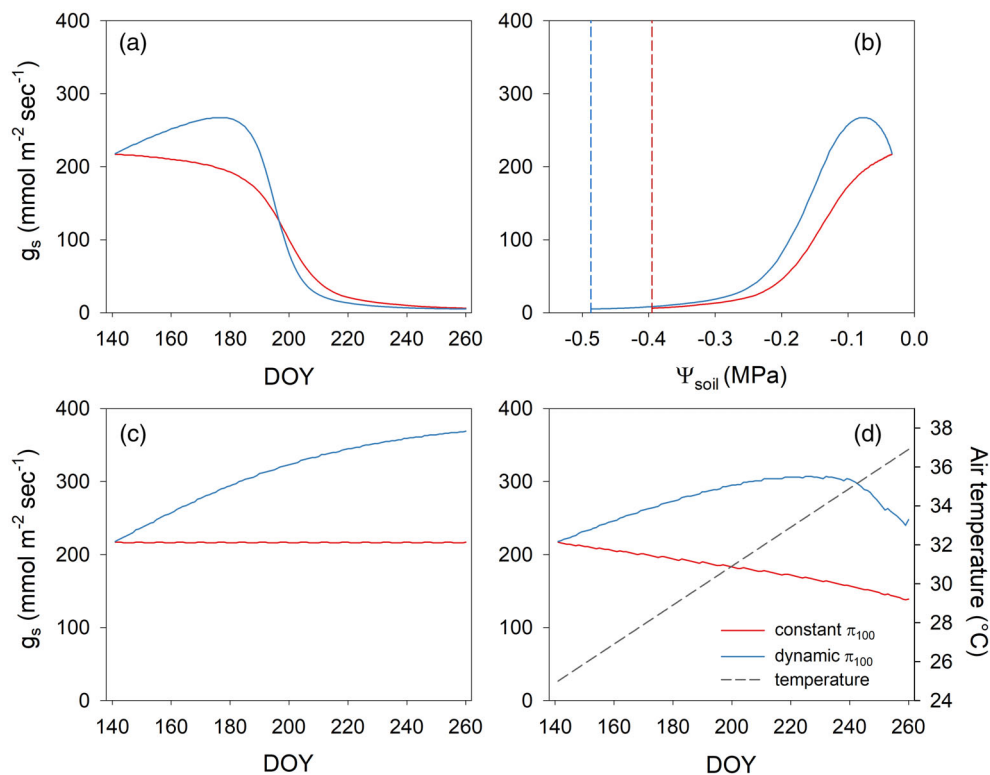 (a)
400
300
200
100
0
gs (mmol m-2 sec-1)
140 160 180 200 220 240 260
DOY
(b)
400
300
200
100
0
-0.5 -0.4 -0.3 -0.2 -0.1 0.0
Ψsoil (MPa)
(c)
400
300
200
100
0
gs (mmol m-2 sec-1)
140 160 180 200 220 240 260
DOY
(d)
400
300
200
100
0
38
36
34
32
30
28
26
24
Air temperature (°C)
constant π100
dynamic π100
temperature
140 160 180 200 220 240 260
DOY